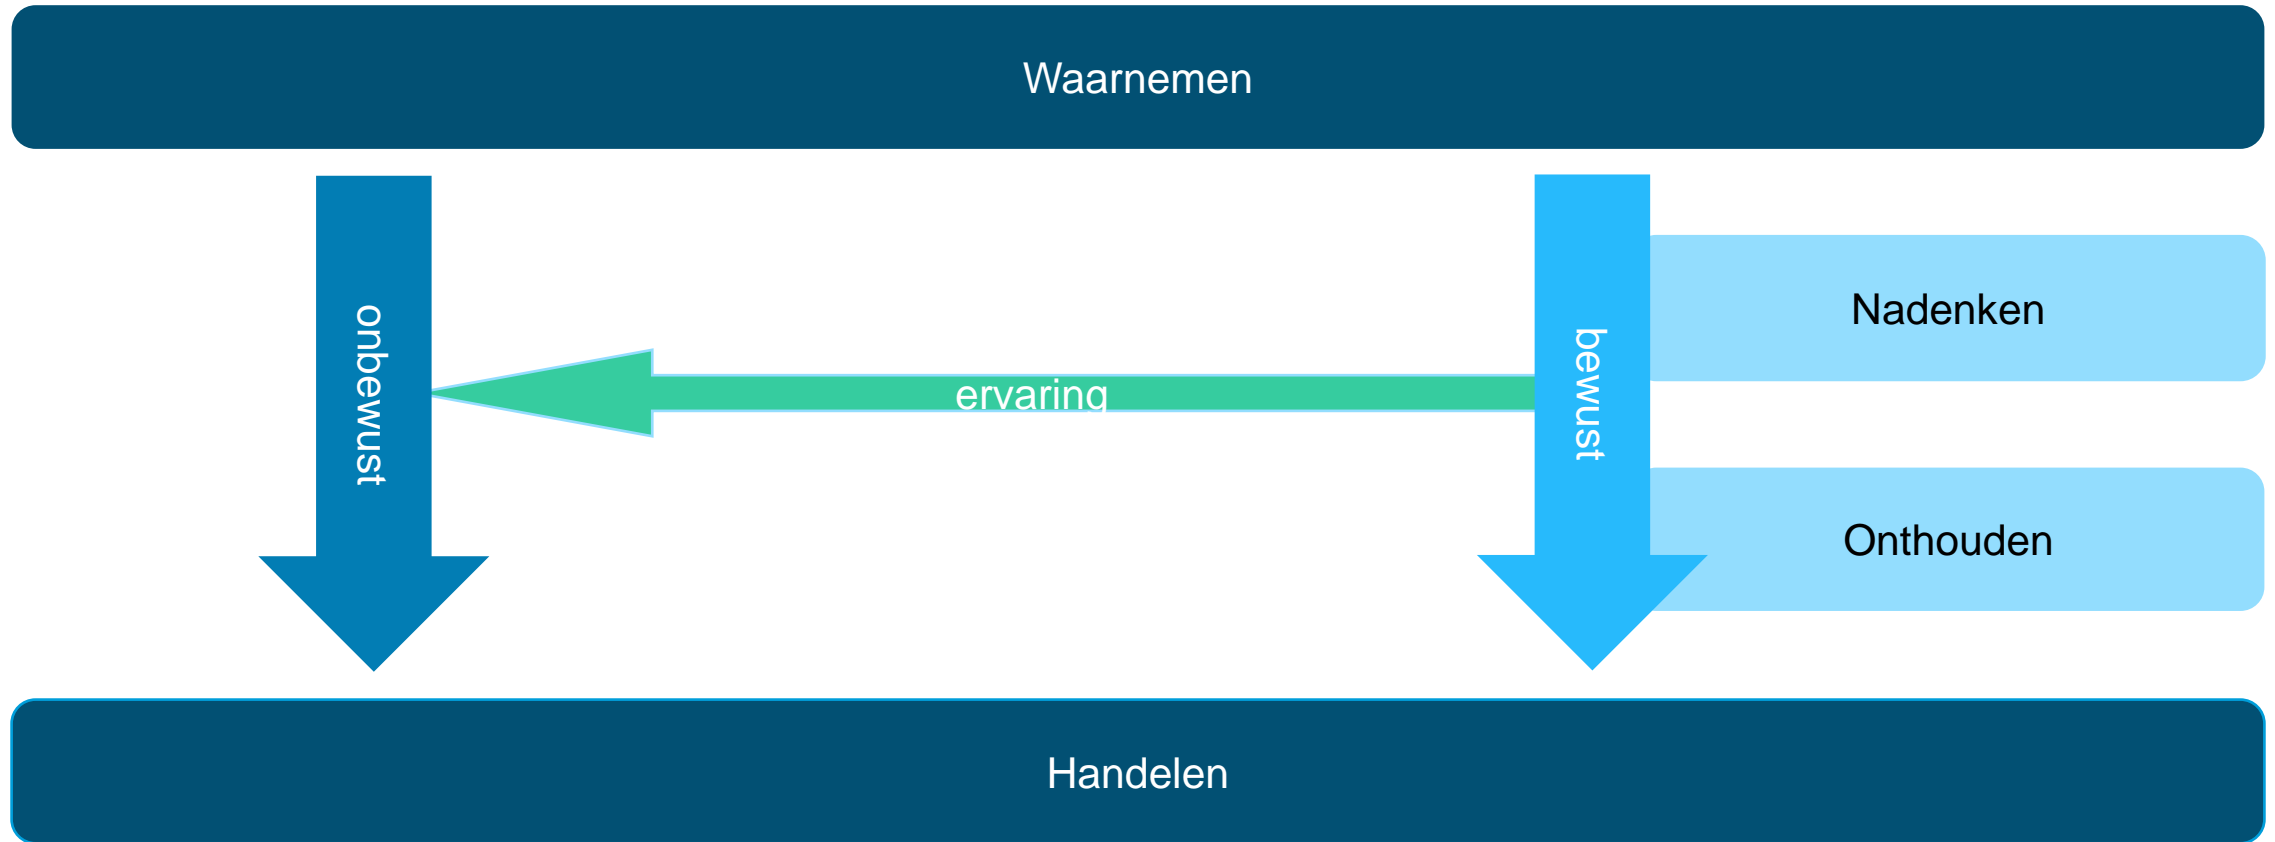 Waarnemen
onbewust
ervaring
bewust
Nadenken
Onthouden
Handelen